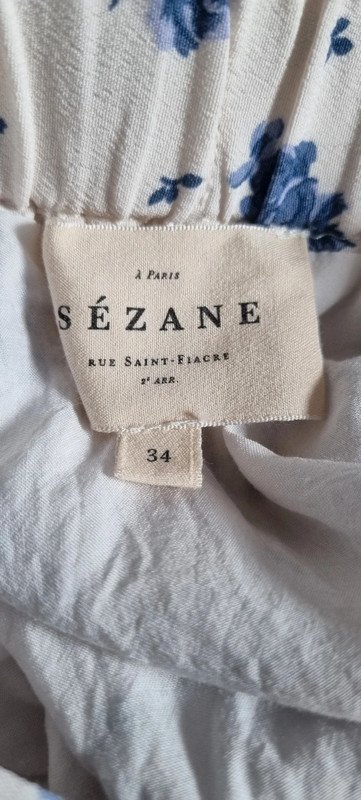 À PARIS
SÉZANE
RUE SAINT-FIACRE
2ᵉ ARR.
34